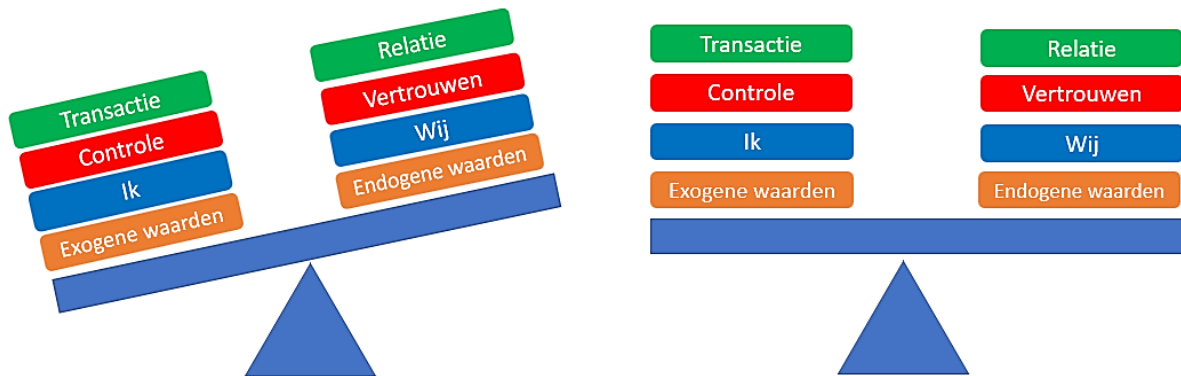 Transactie
Controle
Ik
Exogene waarden
Relatie
Vertrouwen
Wij
Endogene waarden
Transactie
Controle
Ik
Exogene waarden
Relatie
Vertrouwen
Wij
Endogene waarden